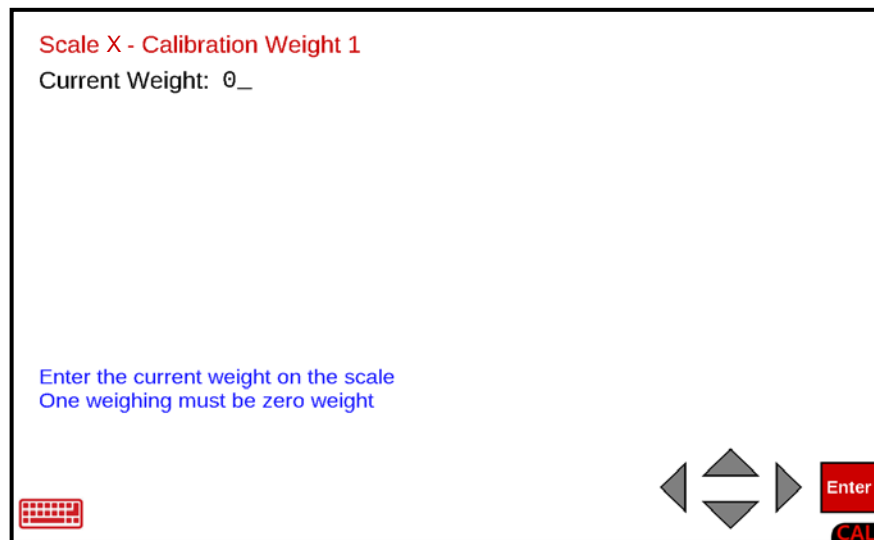 Scale X - Calibration Weight 1
Current Weight: 0_
Enter the current weight on the scale
One weighing must be zero weight
Enter
CAL